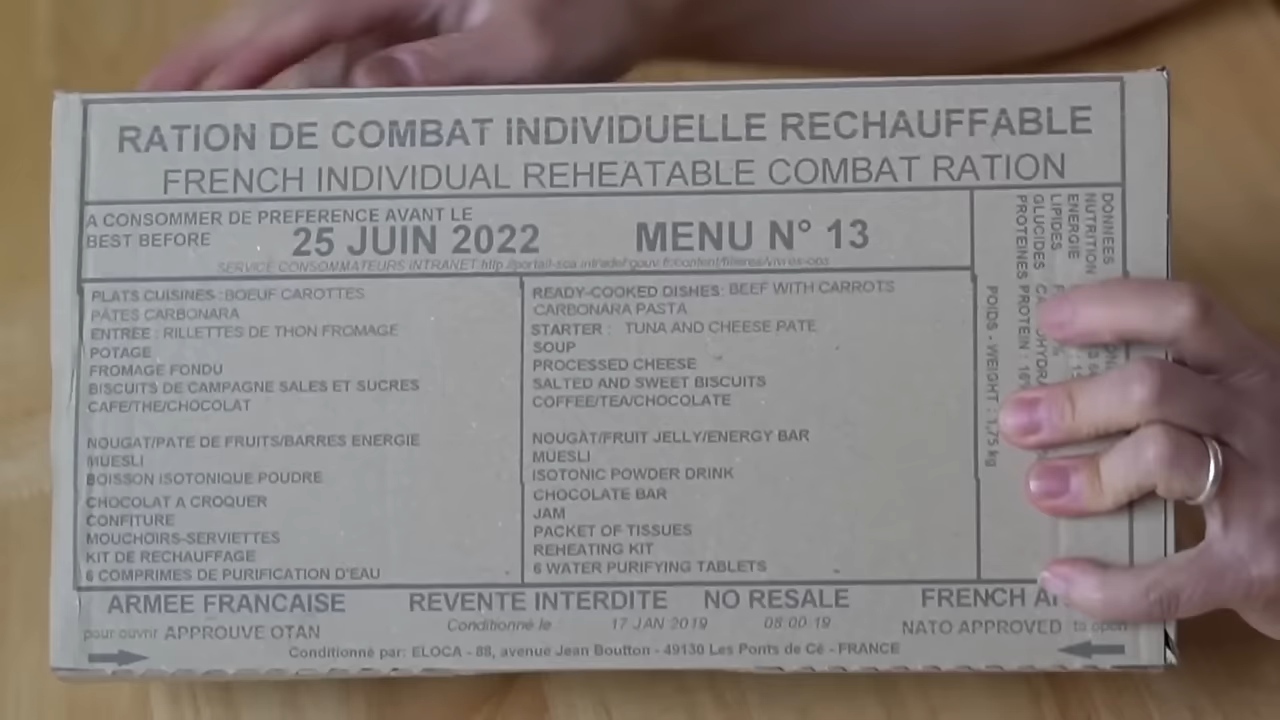 RATION DE COMBAT INDIVIDUELLE RECHAUFFABLE
FRENCH INDIVIDUAL REHEATABLE COMBAT RATION
A CONSOMMER DE PREFERENCE AVANT LE
BEST BEFORE
25 JUIN 2022
MENU N° 13
SERVICE CONSOMMATEURS INTRANET
PLATS CUISINES : BOEUF CAROTTES
PÂTES CARBONARA
ENTREE : RILLETTES DE THON FROMAGE
POTAGE
FROMAGE FONDU
BISCUITS DE CAMPAGNE SALES ET SUCRES
CAFE/THE/CHOCOLAT
NOUGAT/PATE DE FRUITS/BARRES ENERGIE
MUESLI
BOISSON ISOTONIQUE POUDRE
CHOCOLAT A CROQUER
CONFITURE
MOUCHOIRS-SERVIETTES
KIT DE RECHAUFFAGE
6 COMPRIMES DE PURIFICATION D'EAU
READY-COOKED DISHES: BEEF WITH CARROTS
CARBONARA PASTA
STARTER : TUNA AND CHEESE PATE
SOUP
PROCESSED CHEESE
SALTED AND SWEET BISCUITS
COFFEE/TEA/CHOCOLATE
NOUGAT/FRUIT JELLY/ENERGY BAR
MUESLI
ISOTONIC POWDER DRINK
CHOCOLATE BAR
JAM
PACKET OF TISSUES
REHEATING KIT
6 WATER PURIFYING TABLETS
DONNEES
NUTRITION
ENERGIE
LIPIDES
GLUCIDES
PROTEINES PROTEIN :
POIDS - WEIGHT : 1,75 kg
ARMEE FRANCAISE REVENTE INTERDITE NO RESALE FRENCH
pour ouvrir APPROUVE OTAN Conditionné le 17 JAN 2019 08 00 19 NATO APPROVED to open
Conditionné par: ELOCA - 88, avenue Jean Boutton - 49130 Les Ponts de Cé - FRANCE